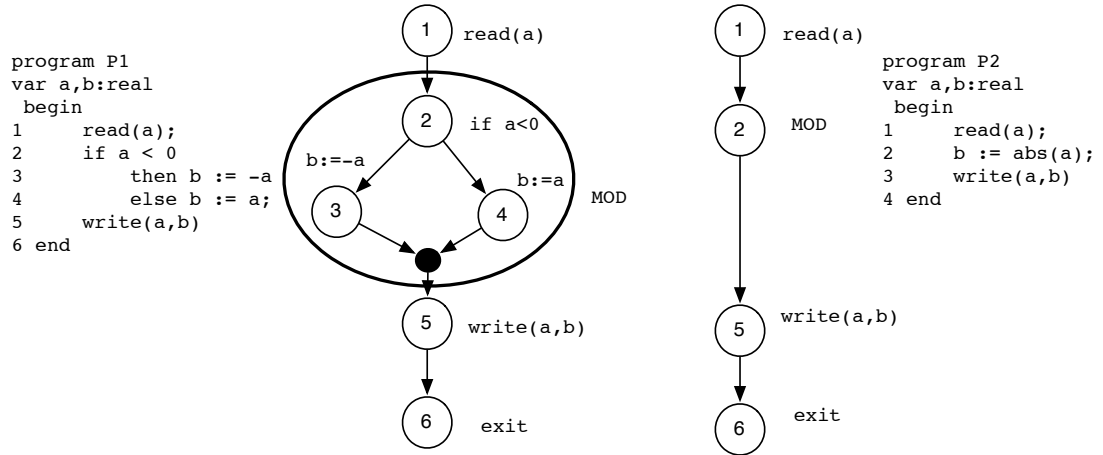 program P1
var a,b:real
begin
1 read(a);
2 if a < 0
3 then b := -a
4 else b := a;
5 write(a,b)
6 end
1
read(a)
2
if a<0
b:=-a
b:=a
3
4
MOD
5
write(a,b)
6
exit
1
read(a)
2
MOD
5
write(a,b)
6
exit
program P2
var a,b:real
begin
1 read(a);
2 b := abs(a);
3 write(a,b)
4 end